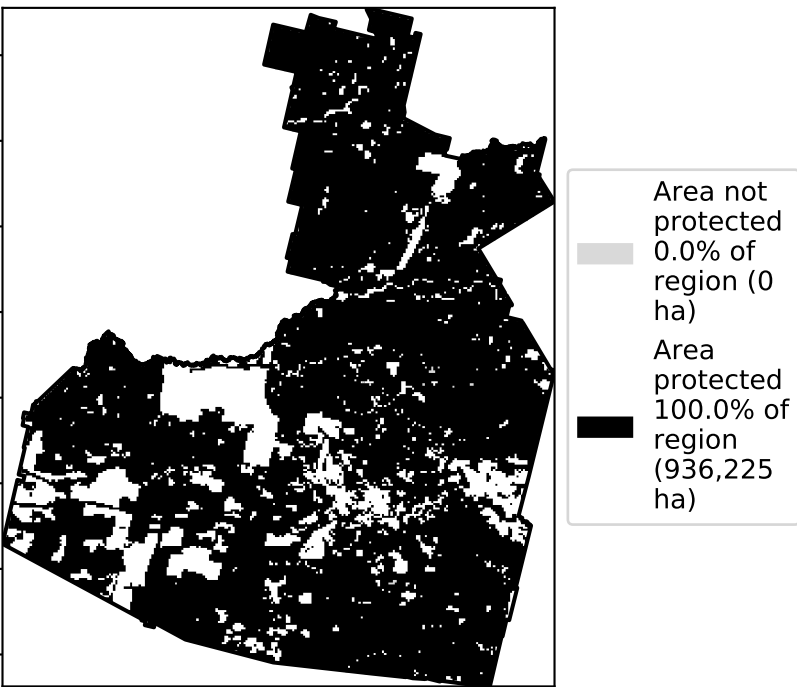 Area not
protected
0.0% of
region (0
ha)
Area
protected
100.0% of
region
(936,225
ha)